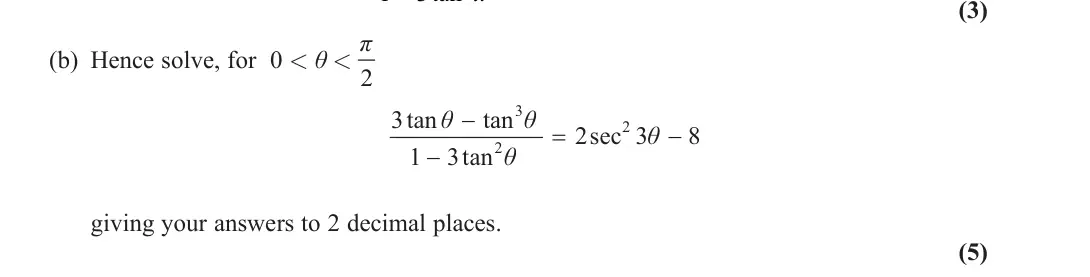 (3)
(b) Hence solve, for 0 < θ < π/2
(3 tan θ − tan³θ)/(1 − 3 tan²θ) = 2 sec² 3θ − 8
giving your answers to 2 decimal places.
(5)